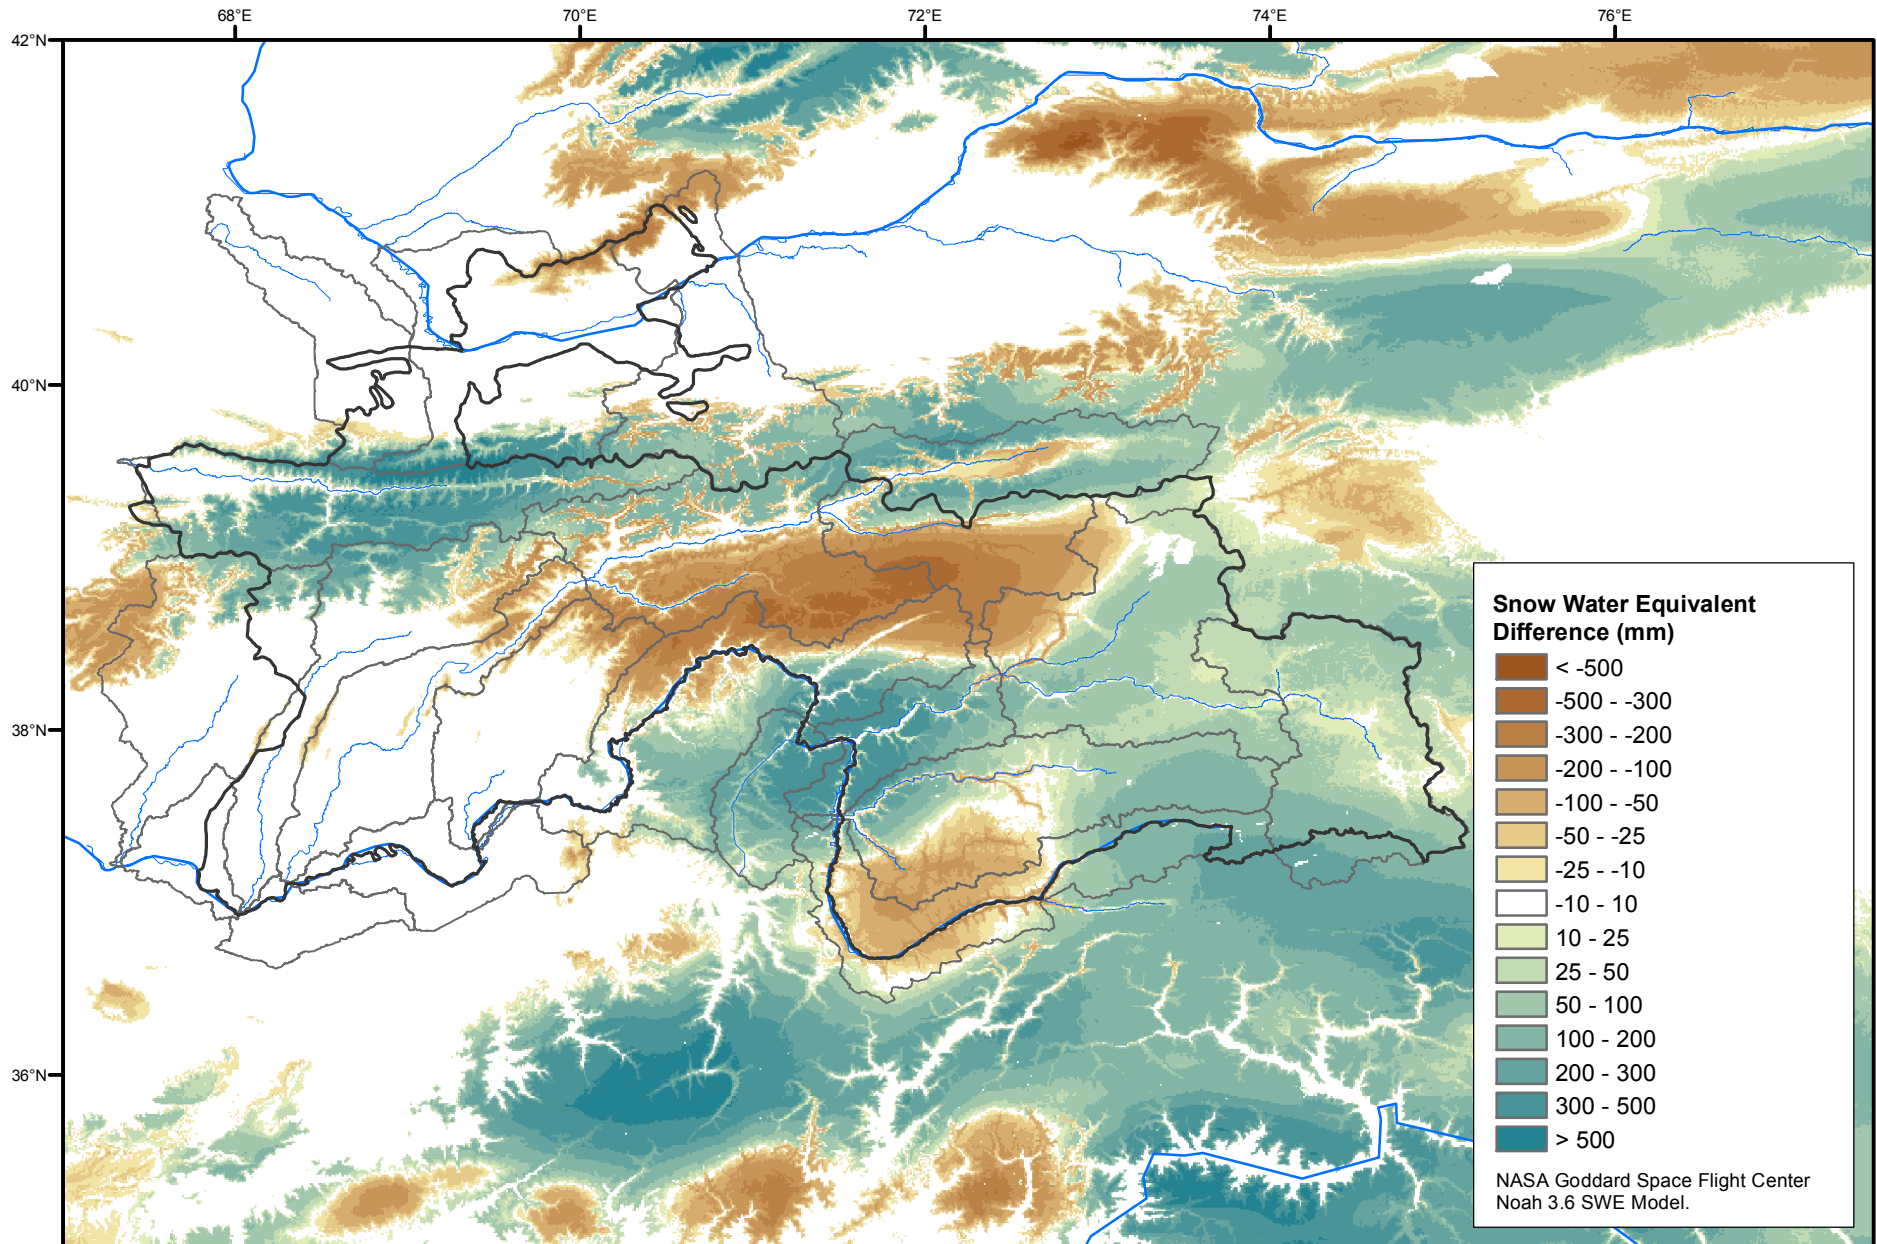 68°E
70°E
72°E
74°E
76°E
42°N
40°N
38°N
36°N
Snow Water Equivalent
Difference (mm)
< -500
-500 - -300
-300 - -200
-200 - -100
-100 - -50
-50 - -25
-25 - -10
-10 - 10
10 - 25
25 - 50
50 - 100
100 - 200
200 - 300
300 - 500
> 500
NASA Goddard Space Flight Center
Noah 3.6 SWE Model.